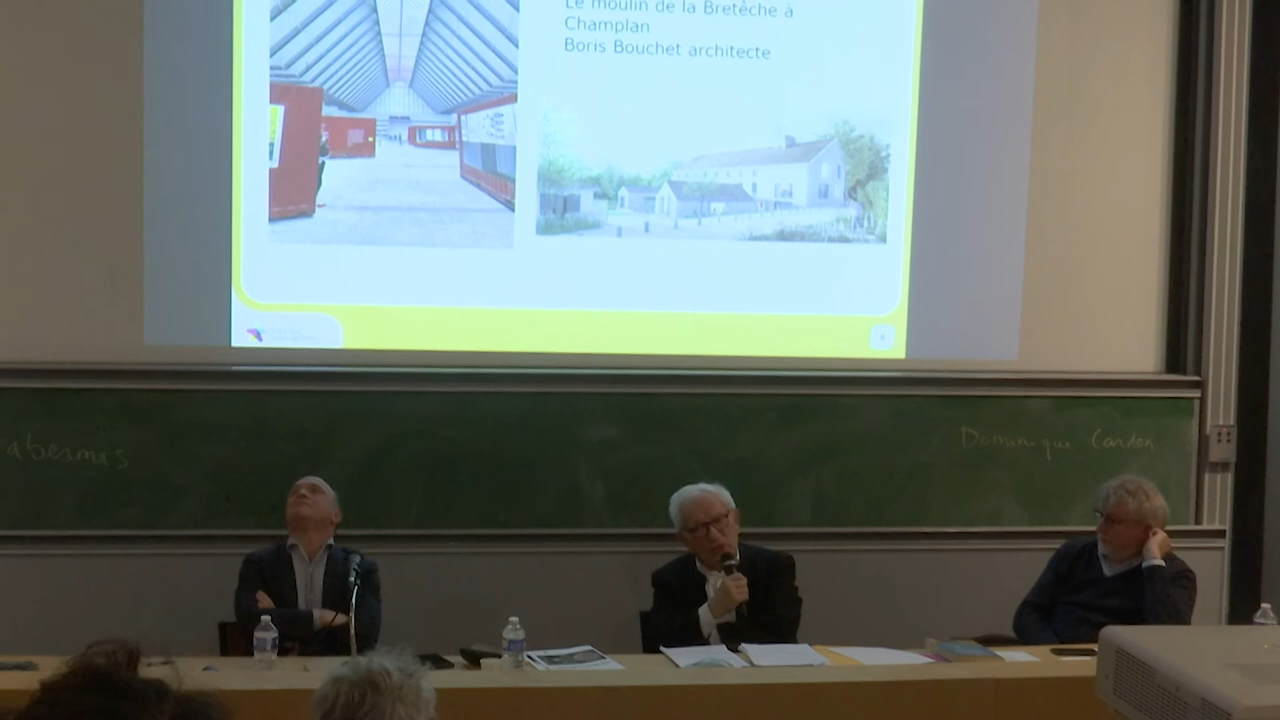 Le moulin de la Bretèche à
Champlan
Boris Bouchet architecte
abermas
Dominique Cardon